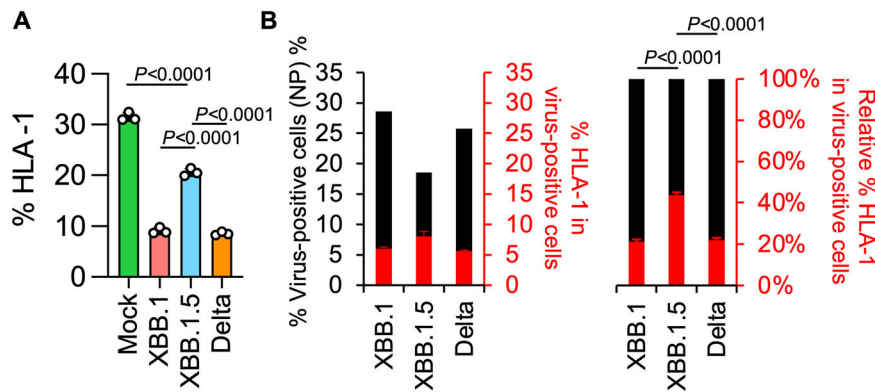 A
% HLA -1
40
30
20
10
0
P<0.0001
P<0.0001
P<0.0001
Mock
XBB.1
XBB.1.5
Delta
B
% Virus-positive cells (NP) %
35
30
25
20
15
10
5
0
35
30
25
20
15
10
5
0
% HLA-1 in
virus-positive cells
XBB.1
XBB.1.5
Delta
P<0.0001
P<0.0001
100%
80%
60%
40%
20%
0%
Relative % HLA-1
in virus-positive cells
XBB.1
XBB.1.5
Delta